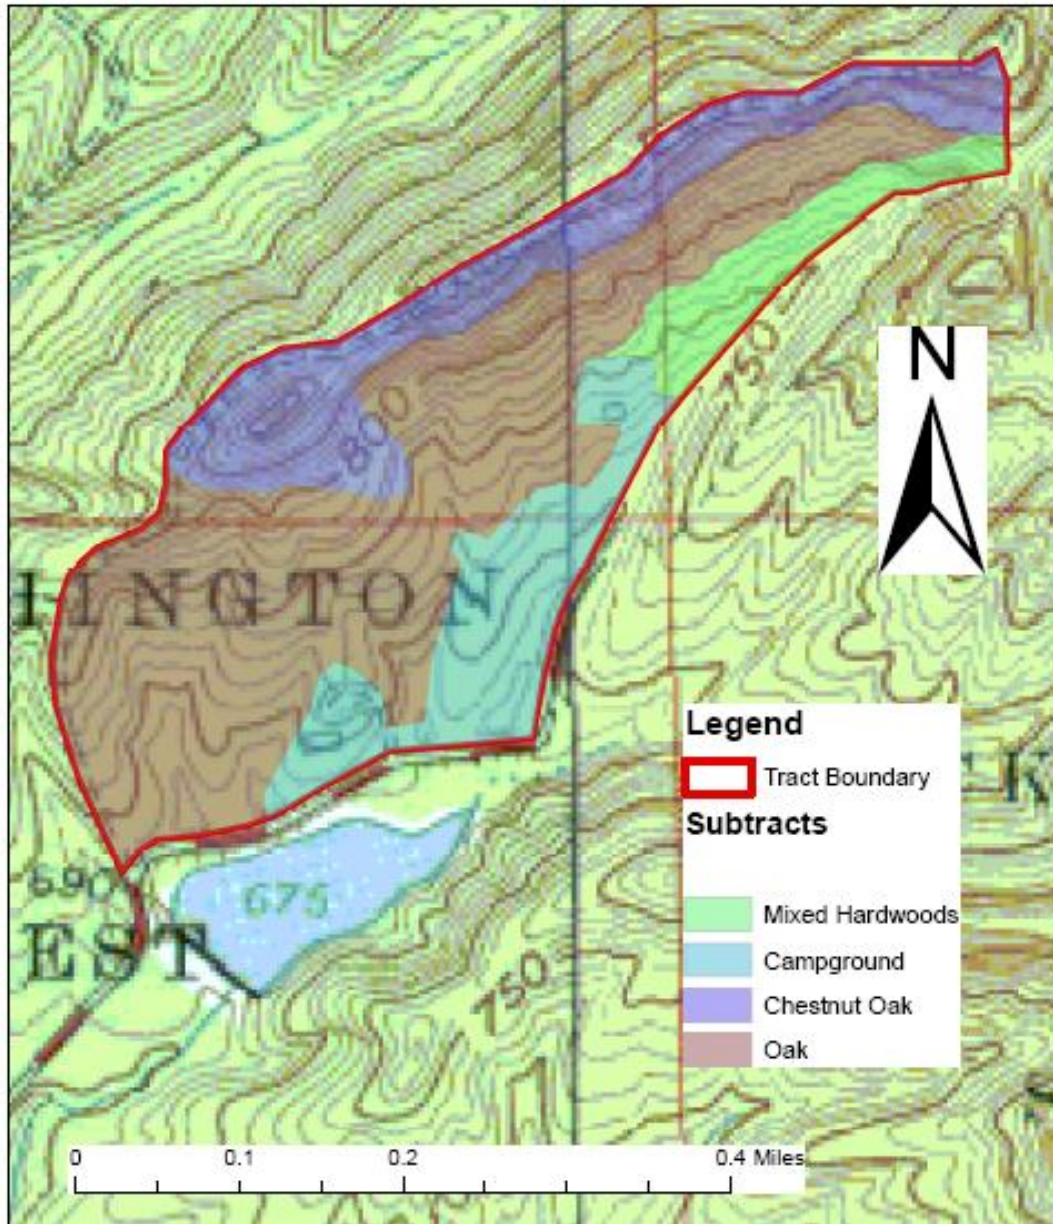 N
750
800
HINGTON
Legend
Tract Boundary
K
Subtracts
690
675
Mixed Hardwoods
EST
Campground
750
Chestnut Oak
Oak
0 0.1 0.2 0.4 Miles